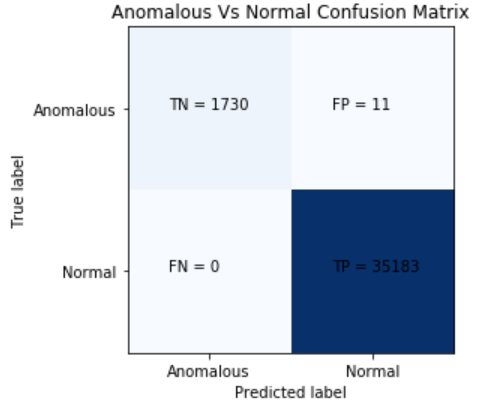 Anomalous Vs Normal Confusion Matrix
Anomalous
TN = 1730
FP = 11
True label
Normal
FN = 0
TP = 35183
Anomalous
Normal
Predicted label